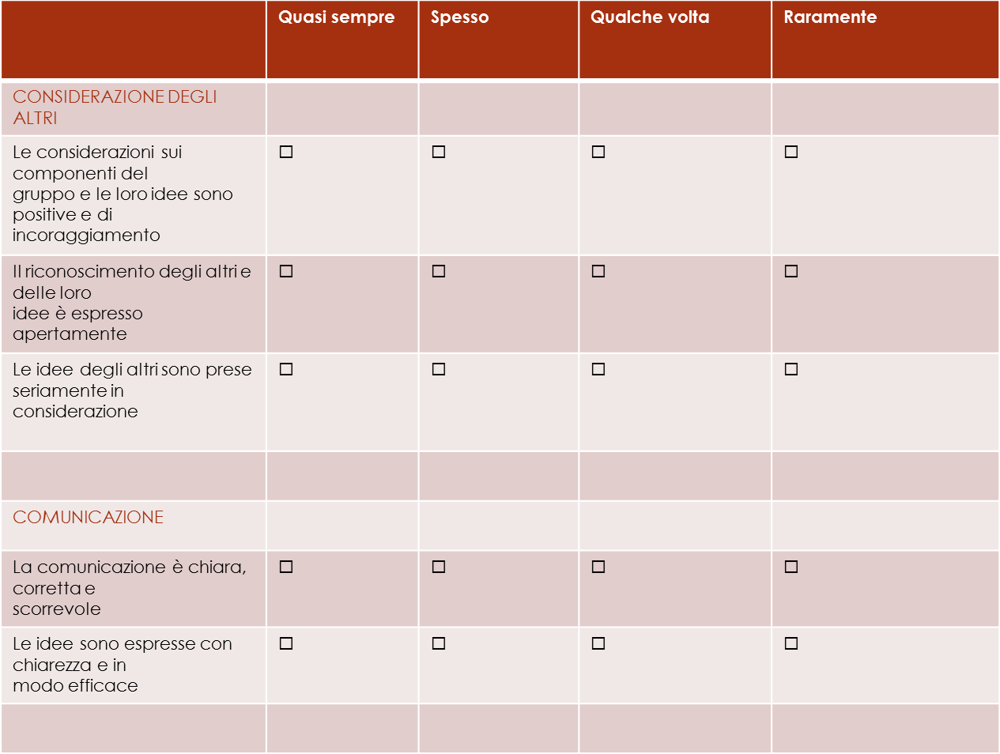 Quasi sempre Spesso Qualche volta Raramente
CONSIDERAZIONE DEGLI
ALTRI
Le considerazioni sui
componenti del
gruppo e le loro idee sono
positive e di
incoraggiamento
☐ ☐ ☐ ☐
Il riconoscimento degli altri e
delle loro
idee è espresso
apertamente
☐ ☐ ☐ ☐
Le idee degli altri sono prese
seriamente in
considerazione
☐ ☐ ☐ ☐
COMUNICAZIONE
La comunicazione è chiara,
corretta e
scorrevole
☐ ☐ ☐ ☐
Le idee sono espresse con
chiarezza e in
modo efficace
☐ ☐ ☐ ☐